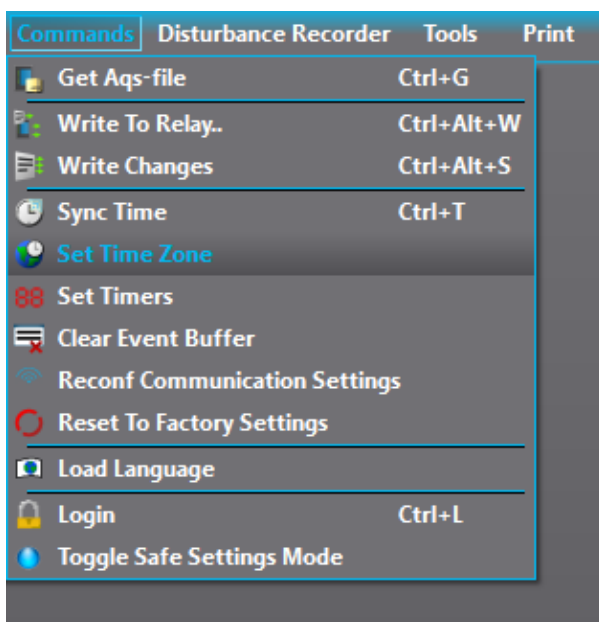 Commands Disturbance Recorder Tools Print
Get Aqs-file Ctrl+G
Write To Relay.. Ctrl+Alt+W
Write Changes Ctrl+Alt+S
Sync Time Ctrl+T
Set Time Zone
88 Set Timers
Clear Event Buffer
Reconf Communication Settings
Reset To Factory Settings
Load Language
Login Ctrl+L
Toggle Safe Settings Mode